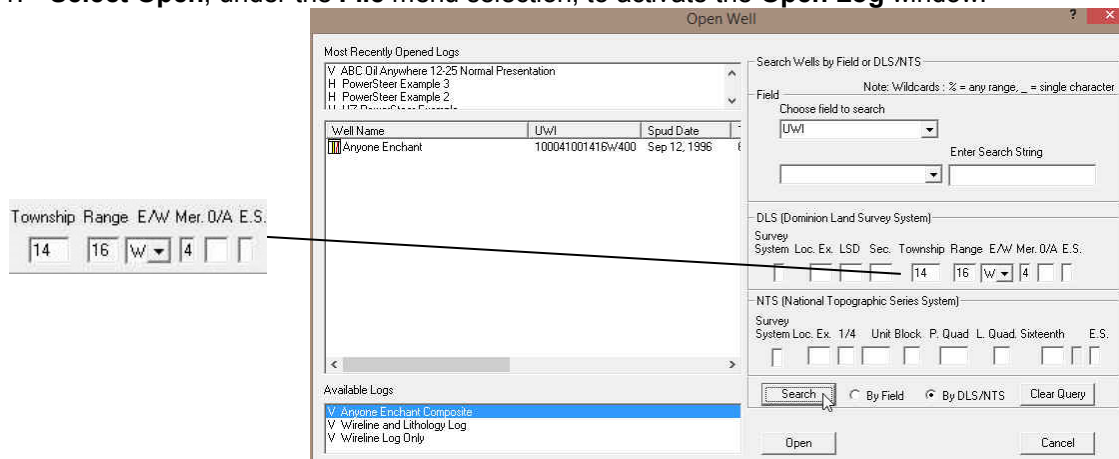 Select Open, under the File menu selection, to activate the Open Log window
Open Well
?
Most Recently Opened Logs
V ABC Oil Anywhere 12-25 Normal Presentation
H PowerSteer Example 3
H PowerSteer Example 2
Well Name UWI Spud Date
Anyone Enchant 100041001416W400 Sep 12, 1996
Available Logs
V Anyone Enchant Composite
V Wireline and Lithology Log
V Wireline Log Only
Search Wells by Field or DLS/NTS
Note: Wildcards : % = any range, _ = single character
Field
Choose field to search
UWI
Enter Search String
DLS (Dominion Land Survey System)
Survey
System Loc. Ex. LSD Sec. Township Range E/W Mer. 0/A E.S.
14 16 W 4
NTS (National Topographic Series System)
Survey
System Loc. Ex. 1/4 Unit Block P. Quad L. Quad. Sixteenth E.S.
Search By Field By DLS/NTS Clear Query
Open Cancel
Township Range E/W Mer. 0/A E.S.
14 16 W 4